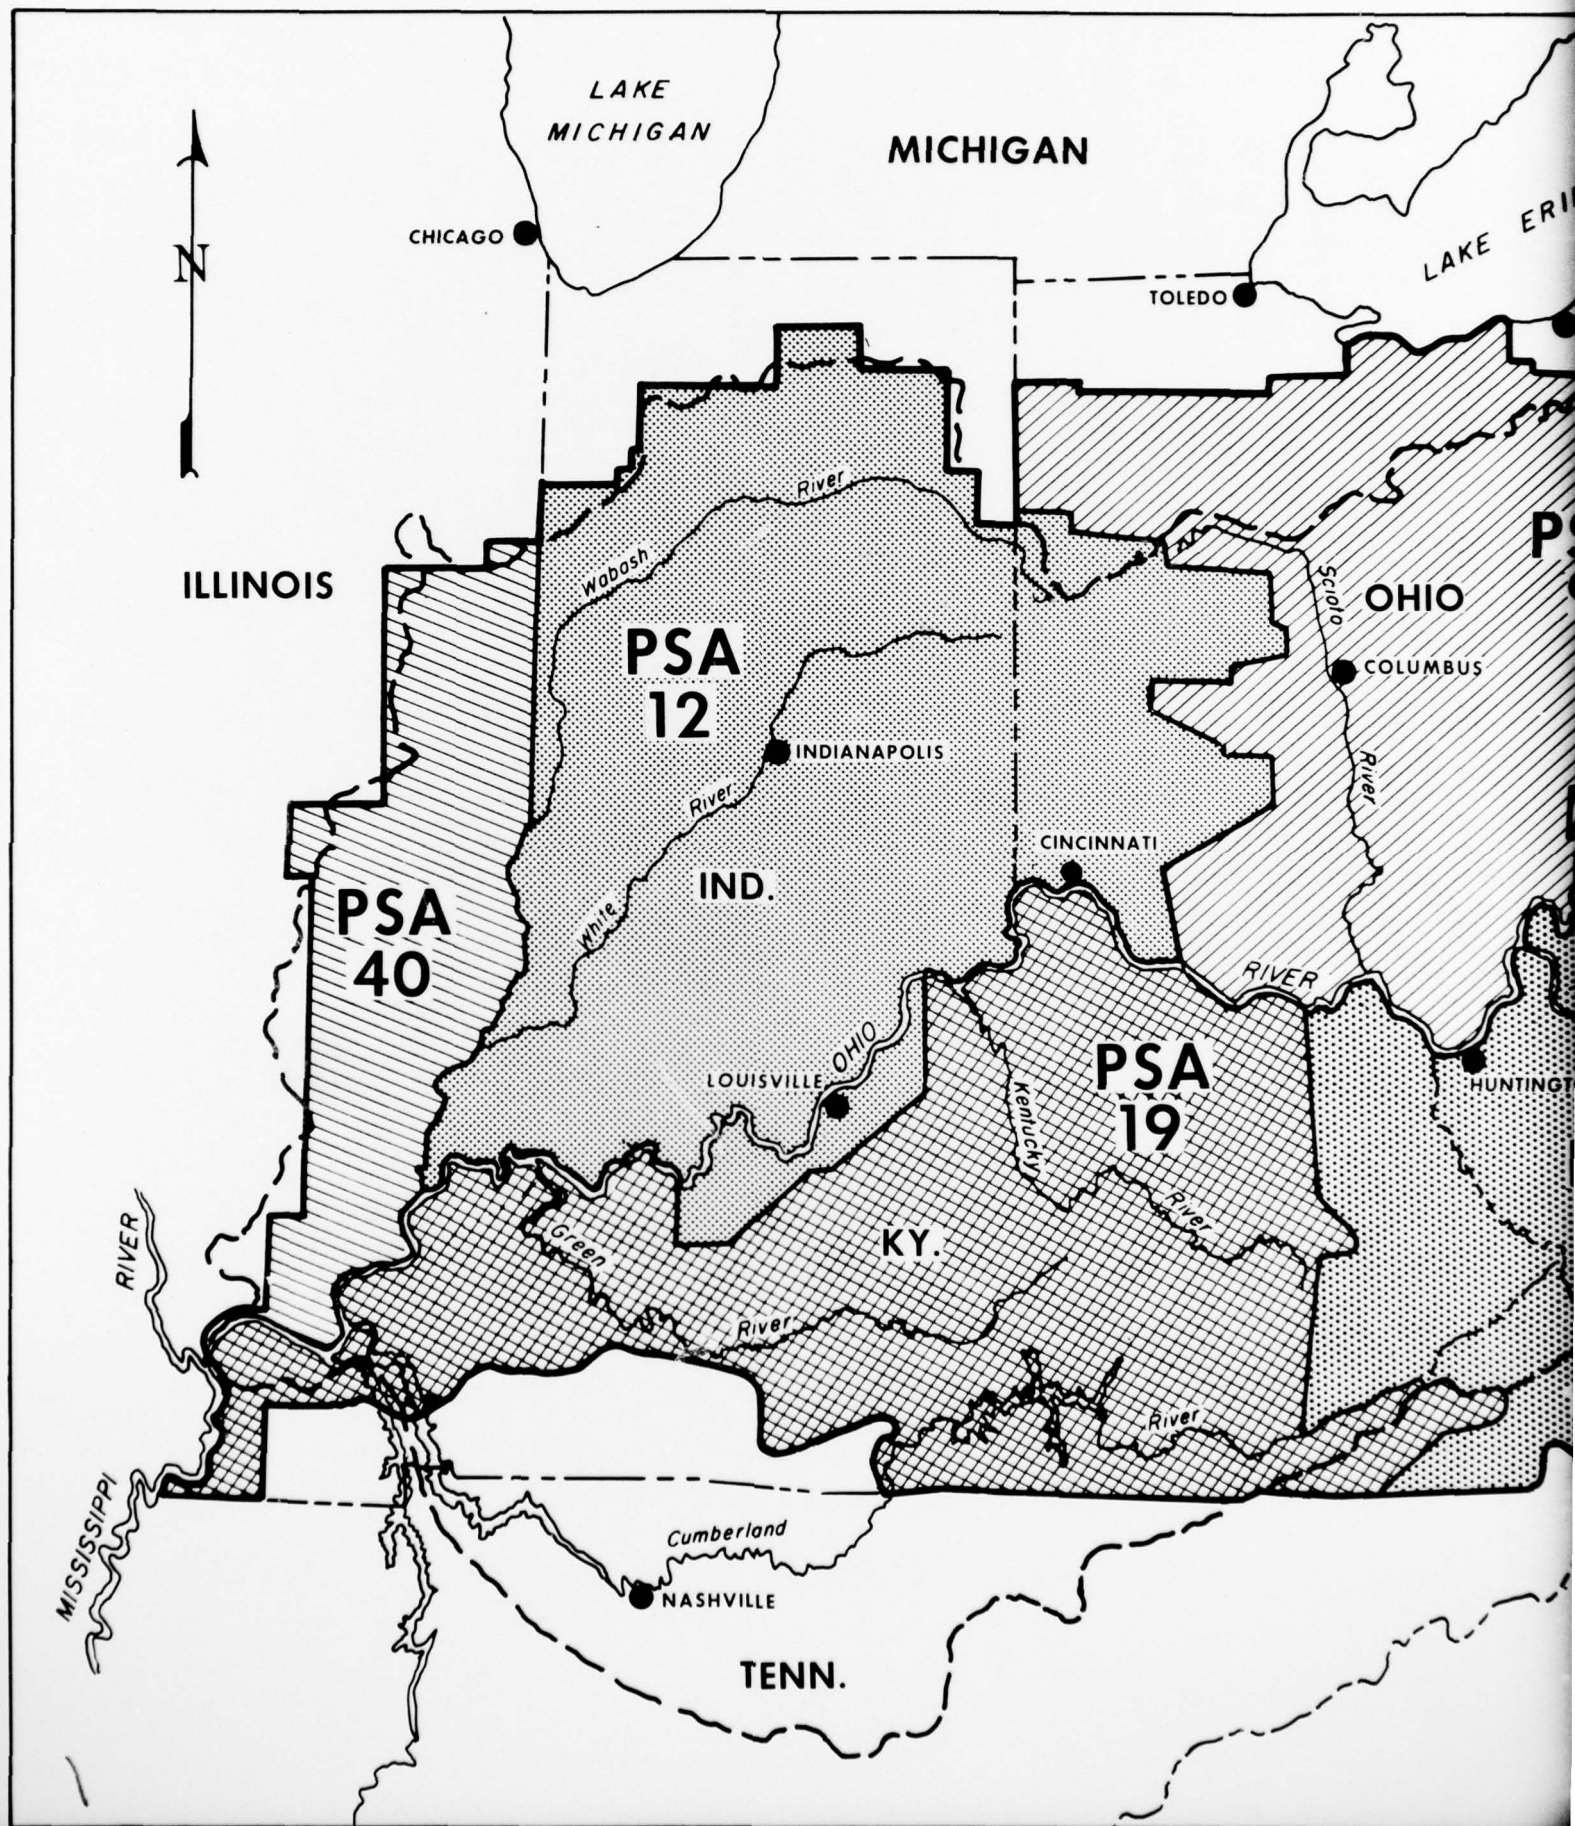 LAKE
MICHIGAN
MICHIGAN
CHICAGO
N
LAKE
TOLEDO
River
Wabash
ILLINOIS
Scioto
OHIO
PSA
12
COLUMBUS
INDIANAPOLIS
River
River
CINCINNATI
IND.
PSA
40
White
RIVER
OHIO
PSA
19
LOUISVILLE
Kentucky
River
Green
KY.
RIVER
River
River
MISSISSIPPI
Cumberland
NASHVILLE
TENN.